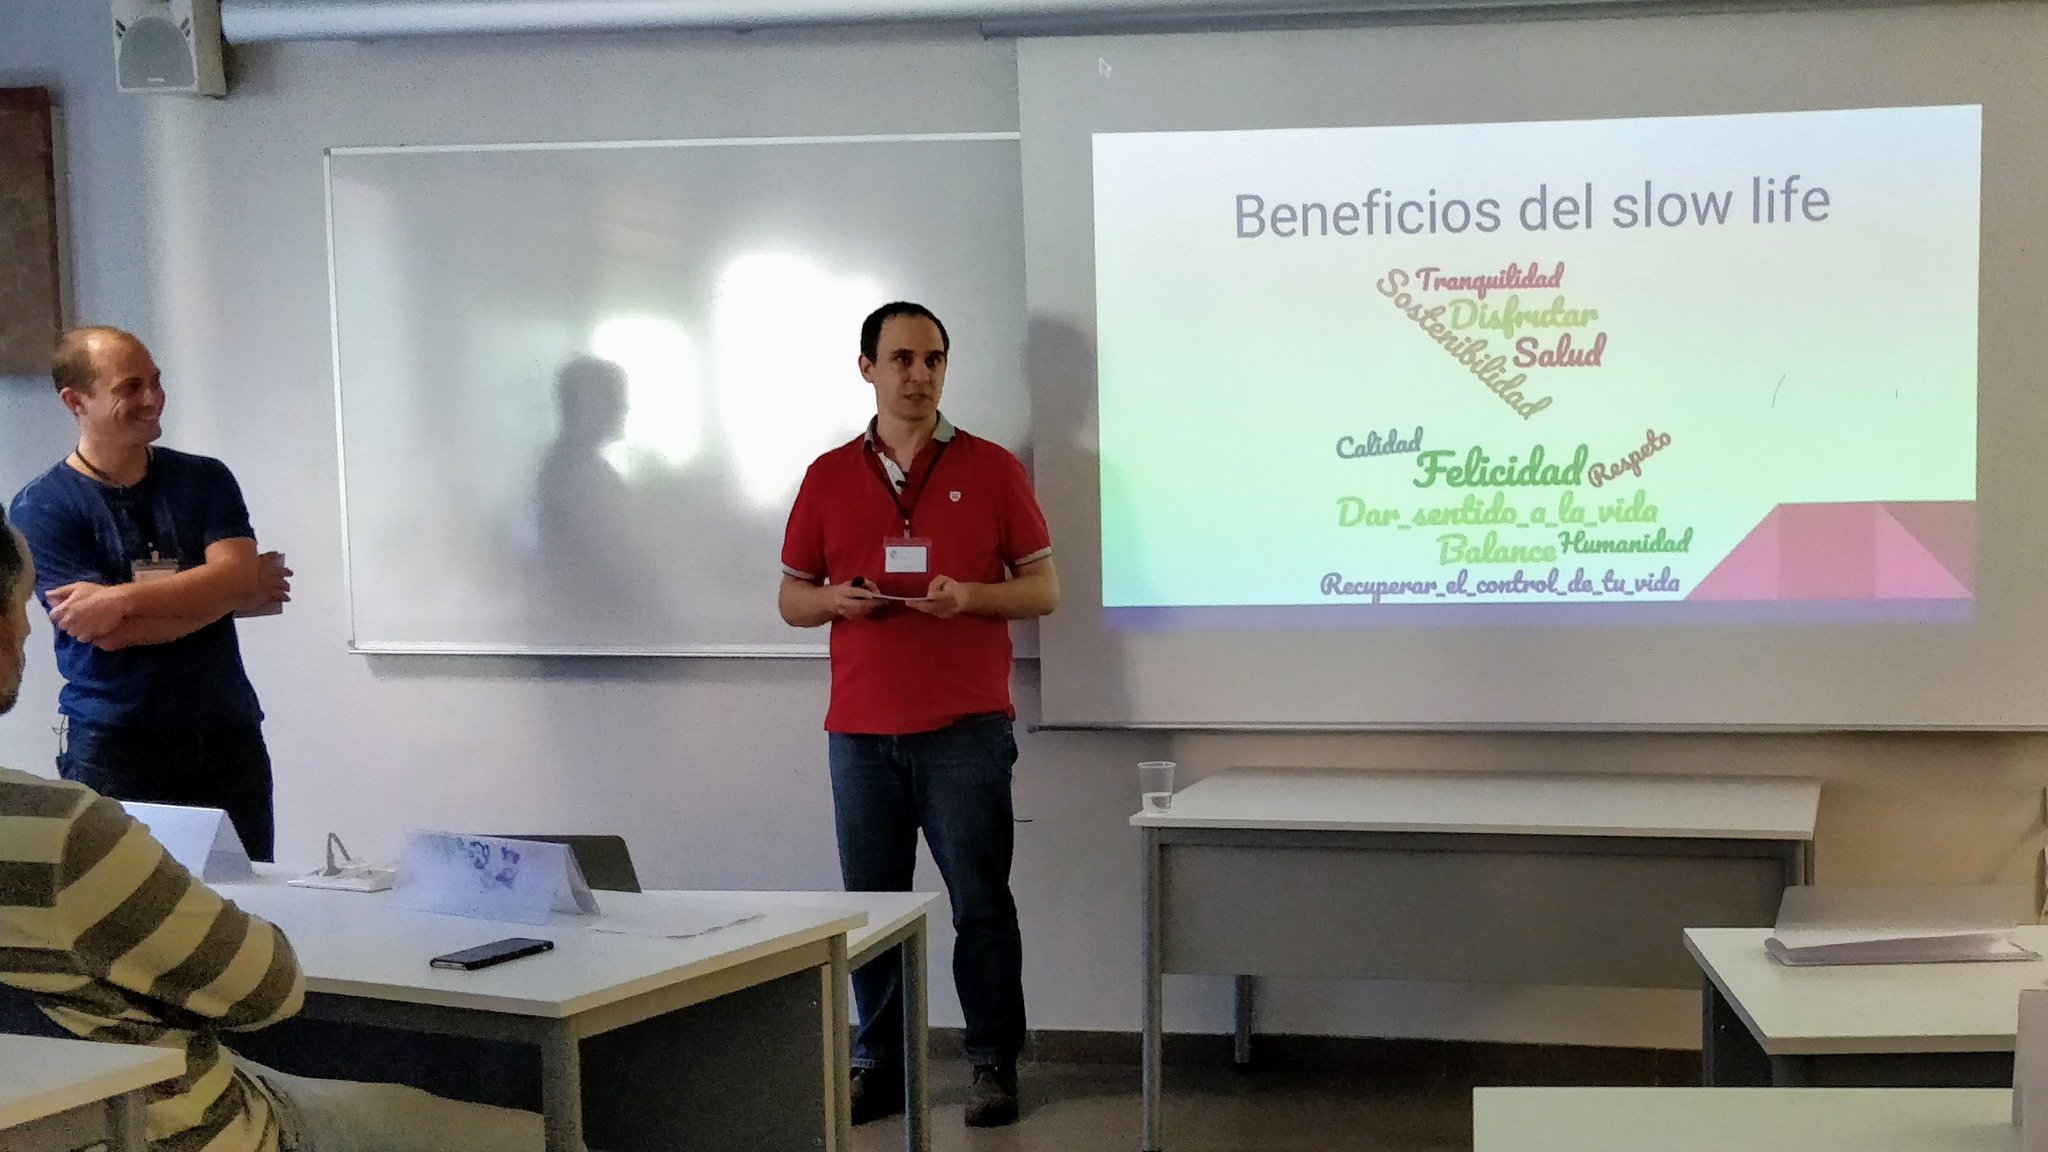 Beneficios del slow life
Tranquilidad
Sostenibilidad
Disfrutar
Salud
Calidad
Felicidad
Respeto
Dar_sentido_a_la_vida
Balance
Humanidad
Recuperar_el_control_de_tu_vida